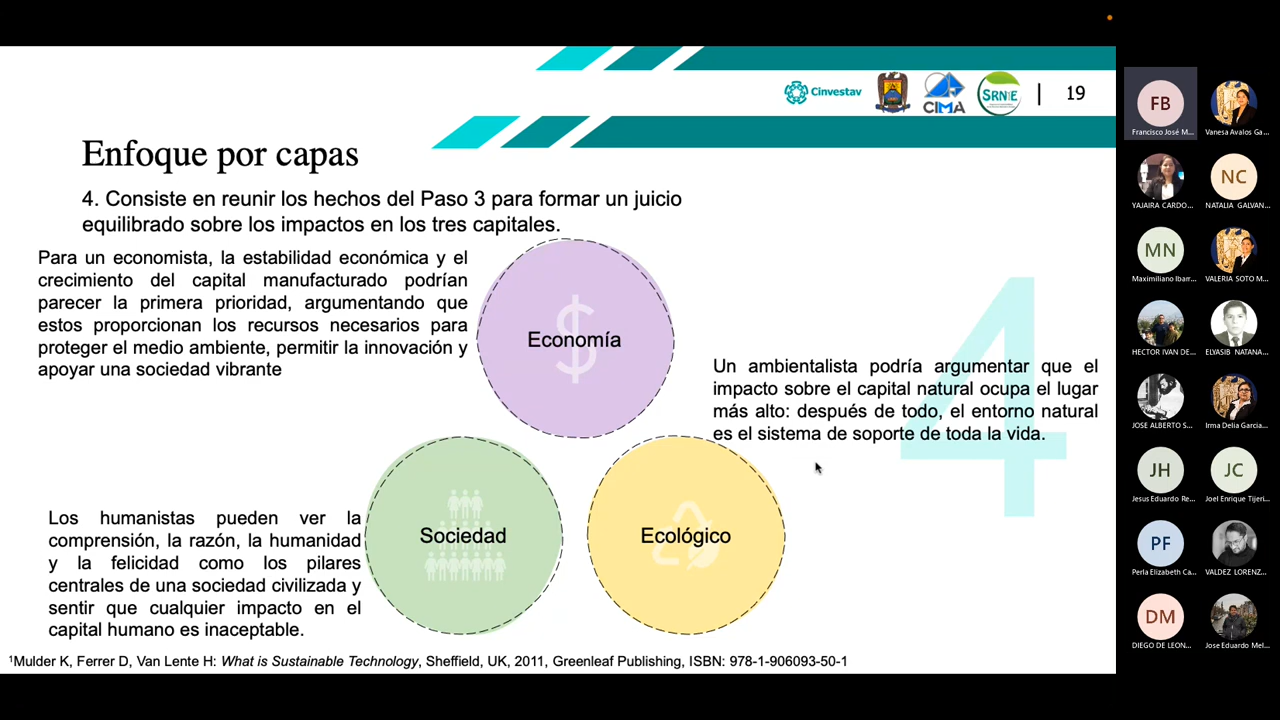 Cinvestav
CIMA
SRNyE
19
Enfoque por capas
4. Consiste en reunir los hechos del Paso 3 para formar un juicio
equilibrado sobre los impactos en los tres capitales.
Para un economista, la estabilidad económica y el
crecimiento del capital manufacturado podrían
parecer la primera prioridad, argumentando que
estos proporcionan los recursos necesarios para
proteger el medio ambiente, permitir la innovación y
apoyar una sociedad vibrante
$
Economía
4
Un ambientalista podría argumentar que el
impacto sobre el capital natural ocupa el lugar
más alto: después de todo, el entorno natural
es el sistema de soporte de toda la vida.
Los humanistas pueden ver la
comprensión, la razón, la humanidad
y la felicidad como los pilares
centrales de una sociedad civilizada y
sentir que cualquier impacto en el
capital humano es inaceptable.
Sociedad
Ecológico
¹Mulder K, Ferrer D, Van Lente H: What is Sustainable Technology, Sheffield, UK, 2011, Greenleaf Publishing, ISBN: 978-1-906093-50-1
FB
Francisco José M...
Vanesa Avalos Ga...
YAJAIRA CARDO...
NC
NATALIA GALVAN...
MN
Maximiliano Ibarr...
VALERIA SOTO M...
HECTOR IVAN DE...
ELYASIB NATANA...
JOSE ALBERTO S...
Irma Delia Garcia...
JH
Jesus Eduardo Re...
JC
Joel Enrique Tijeri...
PF
Perla Elizabeth Ca...
VALDEZ LORENZ...
DM
DIEGO DE LEON...
Jose Eduardo Mel...